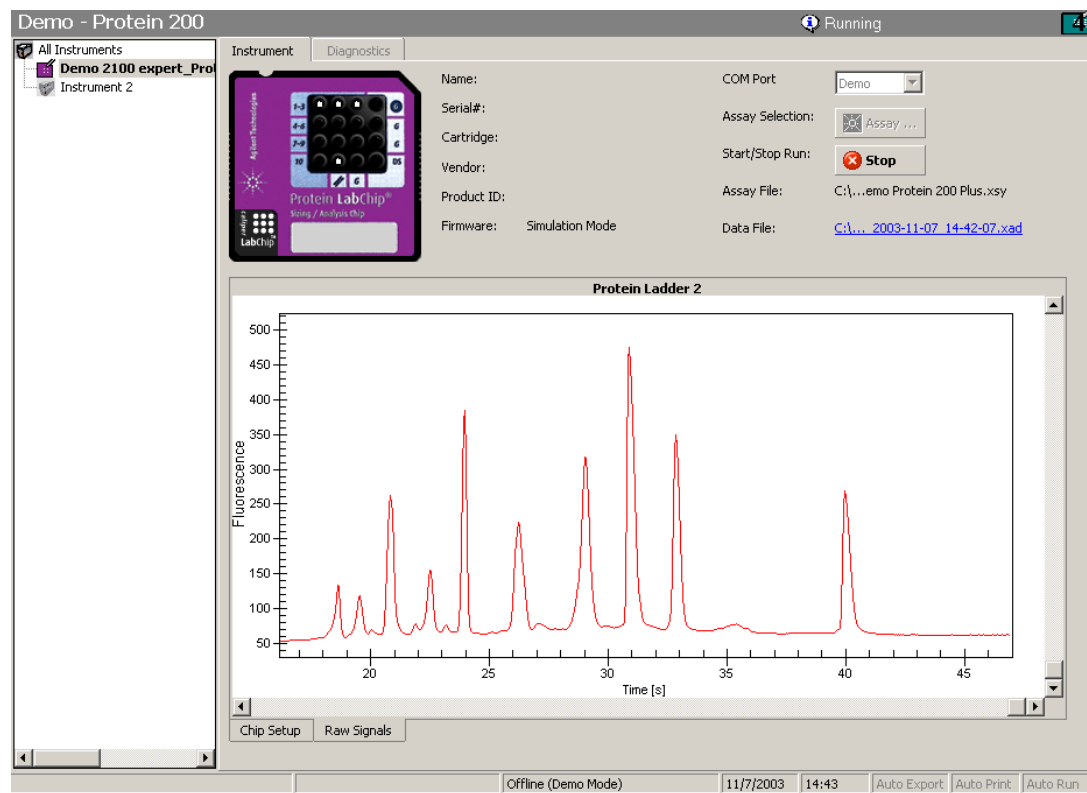 Demo - Protein 200
Running
4
All Instruments
Demo 2100 expert_Prot
Instrument 2
Instrument
Diagnostics
Agilent Technologies
1-3
4-6
7-9
10
G
G
G
DS
G
Protein LabChip®
Sizing / Analysis Chip
caliper
LabChip
Name:
Serial#:
Cartridge:
Vendor:
Product ID:
Firmware: Simulation Mode
COM Port Demo
Assay Selection: Assay ...
Start/Stop Run: Stop
Assay File: C:\...emo Protein 200 Plus.xsy
Data File: C:\... 2003-11-07_14-42-07.xad
Protein Ladder 2
500
450
400
350
300
250
200
150
100
50
Fluorescence
20 25 30 35 40 45
Time [s]
Chip Setup
Raw Signals
Offline (Demo Mode) 11/7/2003 14:43 Auto Export Auto Print Auto Run